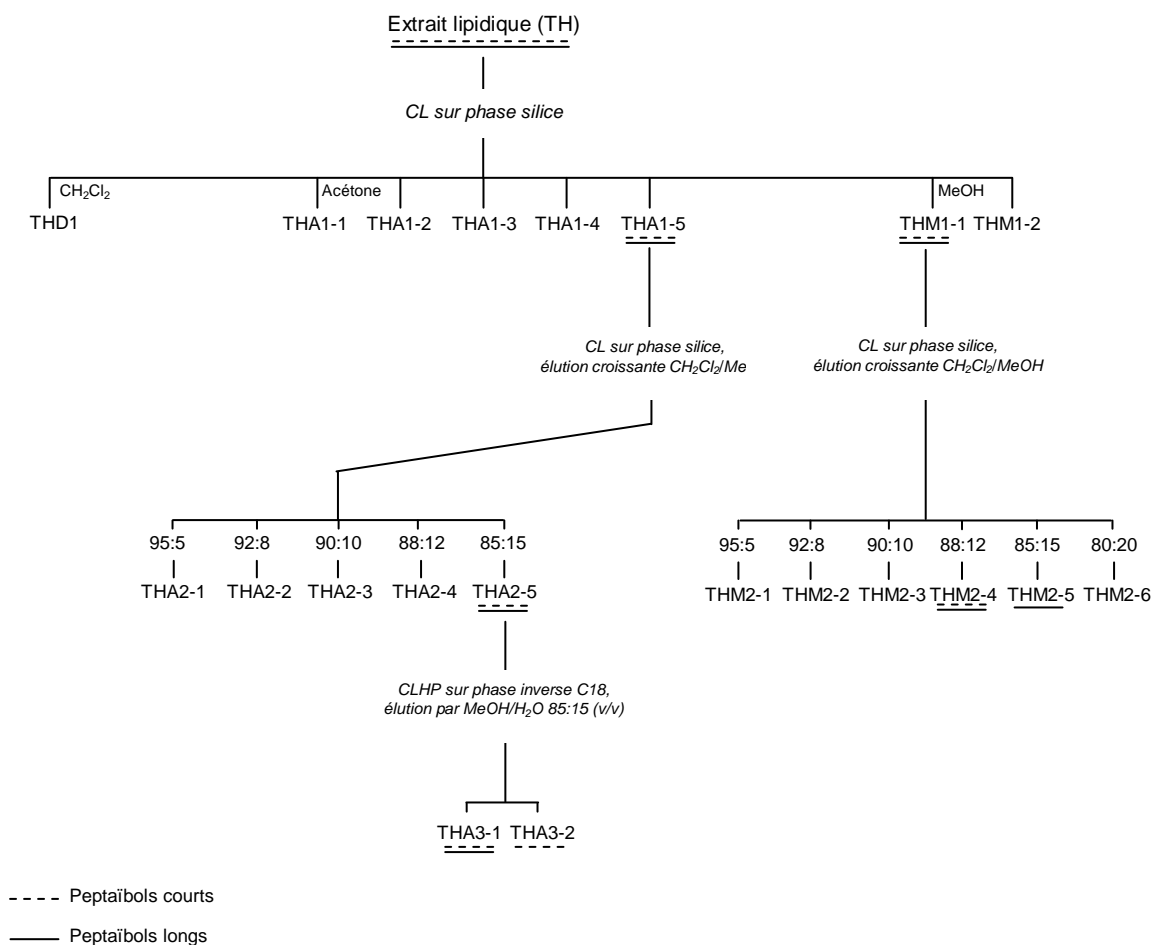 Extrait lipidique (TH)
CL sur phase silice
CH₂Cl₂ Acétone MeOH
THD1 THA1-1 THA1-2 THA1-3 THA1-4 THA1-5 THM1-1 THM1-2
CL sur phase silice,
élution croissante CH₂Cl₂/Me
CL sur phase silice,
élution croissante CH₂Cl₂/MeOH
95:5 92:8 90:10 88:12 85:15
THA2-1 THA2-2 THA2-3 THA2-4 THA2-5
95:5 92:8 90:10 88:12 85:15 80:20
THM2-1 THM2-2 THM2-3 THM2-4 THM2-5 THM2-6
CLHP sur phase inverse C18,
élution par MeOH/H₂O 85:15 (v/v)
THA3-1 THA3-2
Peptaïbols courts
Peptaïbols longs